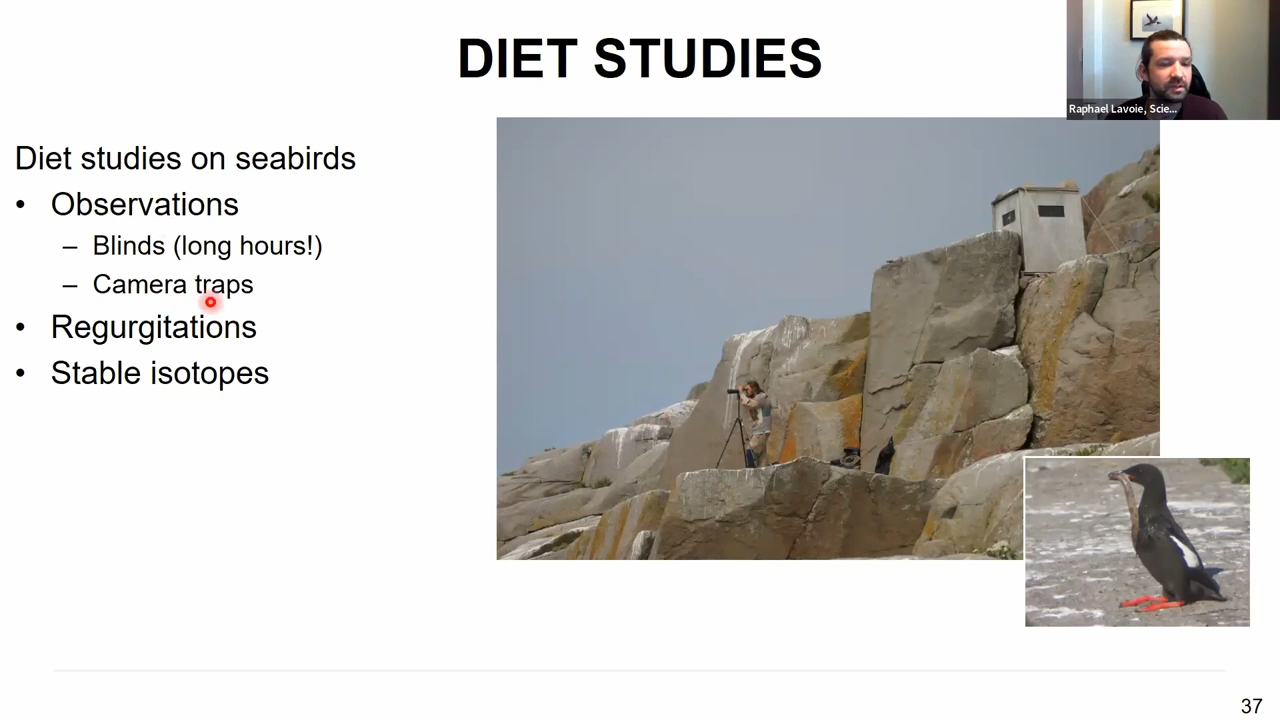 DIET STUDIES
Raphael Lavoie, Scie...
Diet studies on seabirds
• Observations
– Blinds (long hours!)
– Camera traps
• Regurgitations
• Stable isotopes
37